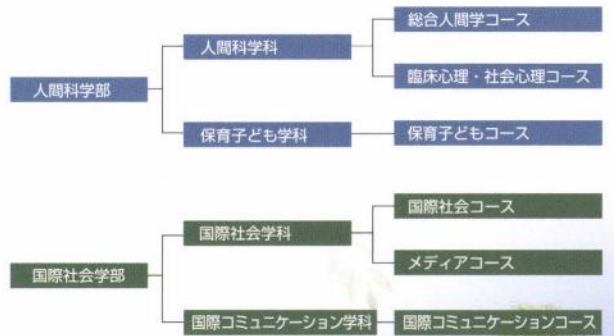 人間科学部
人間科学科
総合人間学コース
臨床心理・社会心理コース
保育子ども学科
保育子どもコース
国際社会学部
国際社会学科
国際社会コース
メディアコース
国際コミュニケーション学科
国際コミュニケーションコース